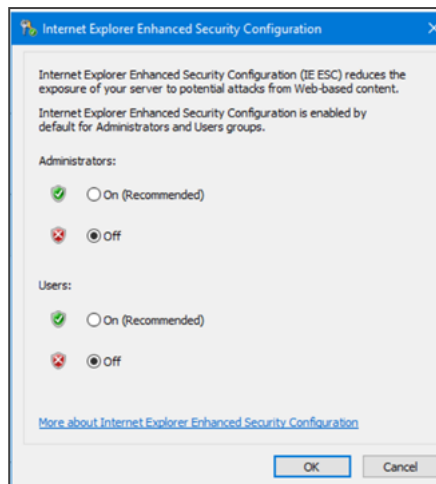 Internet Explorer Enhanced Security Configuration
Internet Explorer Enhanced Security Configuration (IE ESC) reduces the
exposure of your server to potential attacks from Web-based content.
Internet Explorer Enhanced Security Configuration is enabled by
default for Administrators and Users groups.
Administrators:
On (Recommended)
Off
Users:
On (Recommended)
Off
More about Internet Explorer Enhanced Security Configuration
OK Cancel